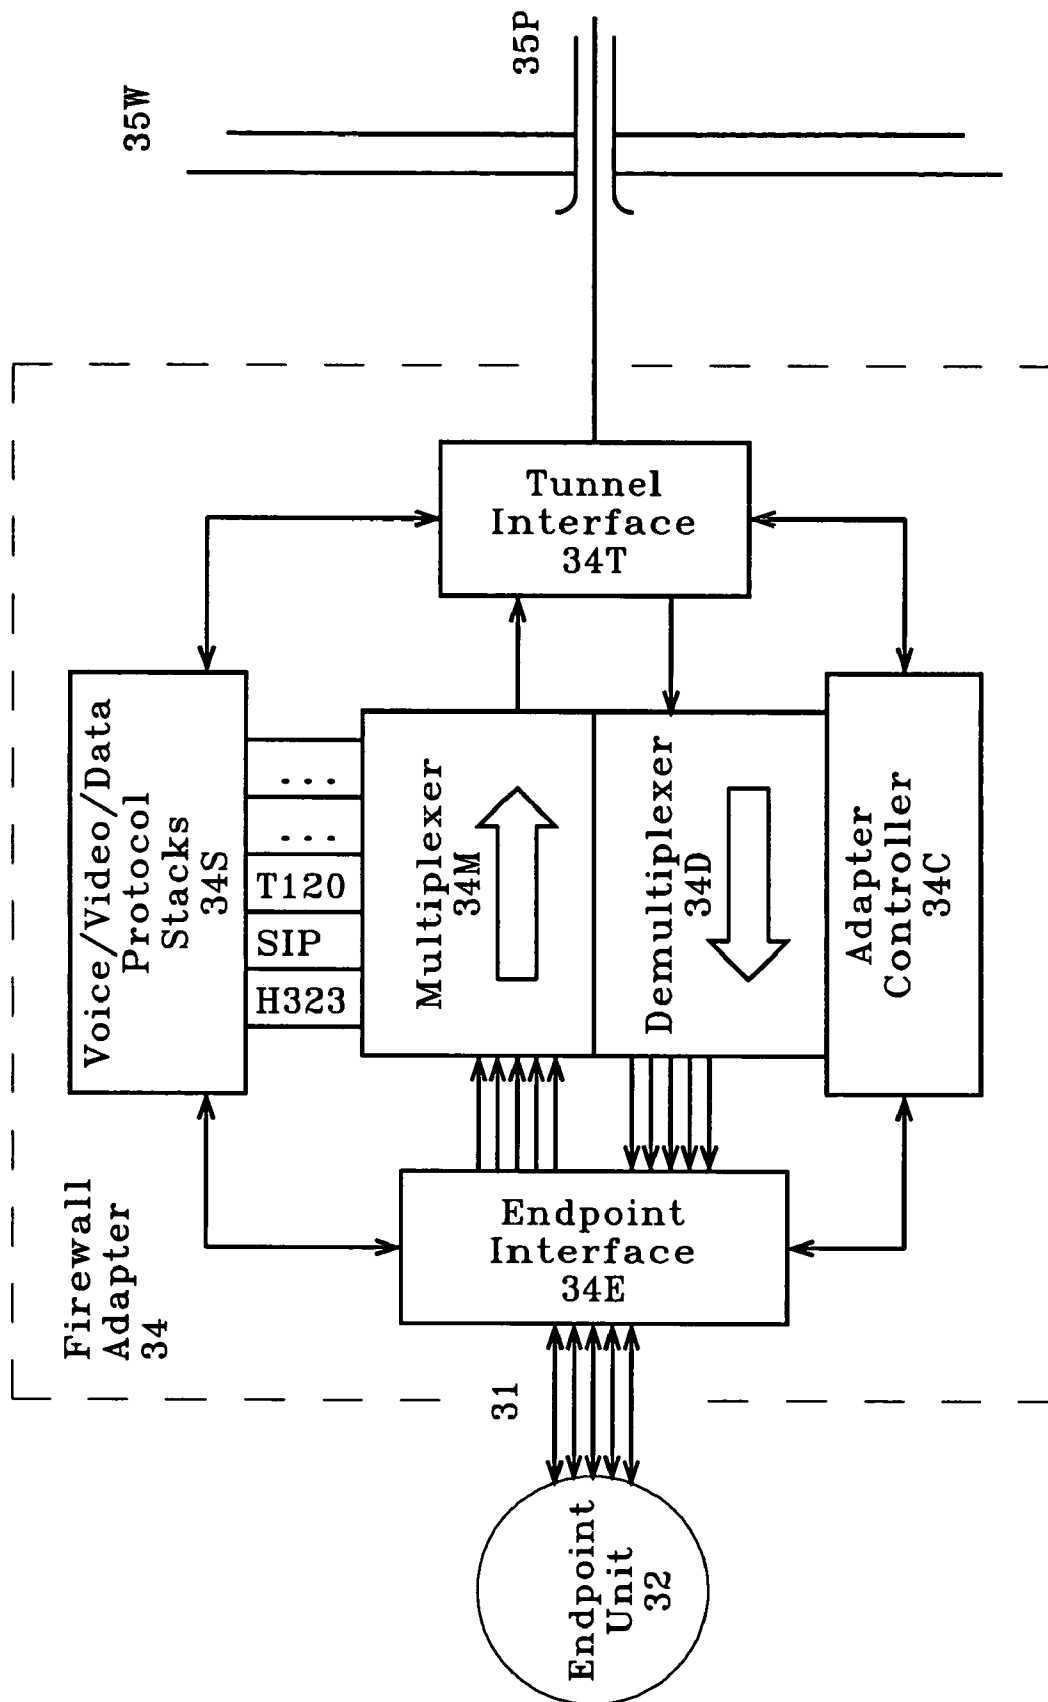 35W
35P
Tunnel
Interface
34T
Voice/Video/Data
Protocol
Stacks
34S
...
...
T120
SIP
H323
Multiplexer
34M
Demultiplexer
34D
Adapter
Controller
34C
Endpoint
Interface
34E
Firewall
Adapter
34
31
Endpoint
Unit
32